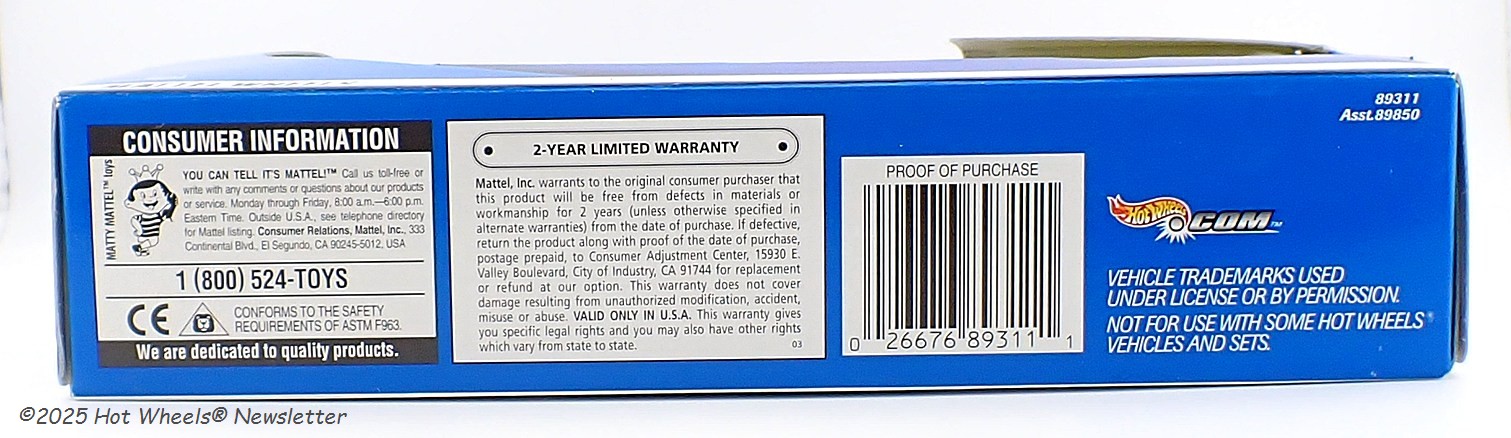 89311
Asst.89850
CONSUMER INFORMATION
MATTY MATTEL™ toys
YOU CAN TELL IT'S MATTEL!™ Call us toll-free or
write with any comments or questions about our products
or service. Monday through Friday, 8:00 a.m.—6:00 p.m.
Eastern Time. Outside U.S.A., see telephone directory
for Mattel listing. Consumer Relations, Mattel, Inc., 333
Continental Blvd., El Segundo, CA 90245-5012, USA
1 (800) 524-TOYS
CE
CONFORMS TO THE SAFETY
REQUIREMENTS OF ASTM F963.
We are dedicated to quality products.
2-YEAR LIMITED WARRANTY
Mattel, Inc. warrants to the original consumer purchaser that
this product will be free from defects in materials or
workmanship for 2 years (unless otherwise specified in
alternate warranties) from the date of purchase. If defective,
return the product along with proof of the date of purchase,
postage prepaid, to Consumer Adjustment Center, 15930 E.
Valley Boulevard, City of Industry, CA 91744 for replacement
or refund at our option. This warranty does not cover
damage resulting from unauthorized modification, accident,
misuse or abuse. VALID ONLY IN U.S.A. This warranty gives
you specific legal rights and you may also have other rights
which vary from state to state. 03
PROOF OF PURCHASE
0 26676 89311 1
Hot Wheels.COM™
VEHICLE TRADEMARKS USED
UNDER LICENSE OR BY PERMISSION.
NOT FOR USE WITH SOME HOT WHEELS®
VEHICLES AND SETS.
©2025 Hot Wheels® Newsletter